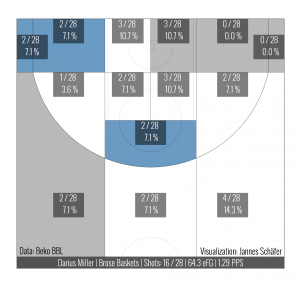 2 / 28 3 / 28 3 / 28 0 / 28
7.1 % 10.7 % 10.7 % 0.0 %
2 / 28 0 / 28
7.1 % 0.0 %
1 / 28 3 / 28 3 / 28 2 / 28
3.6 % 7.1 % 10.7 % 7.1 %
2 / 28
7.1 %
2 / 28 2 / 28 4 / 28
7.1 % 7.1 % 14.3 %
Data: Beko BBL Visualization: Jannes Schäfer
Darius Miller | Brose Baskets | Shots: 16 / 28 | 64.3 eFG | 1.29 PPS